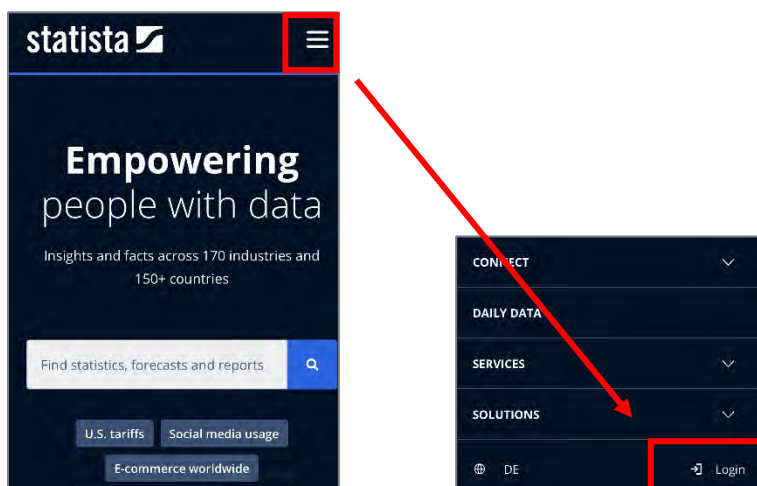 statista
Empowering
people with data
Insights and facts across 170 industries and
150+ countries
Find statistics, forecasts and reports
U.S. tariffs
Social media usage
E-commerce worldwide
CONNECT
DAILY DATA
SERVICES
SOLUTIONS
DE
Login